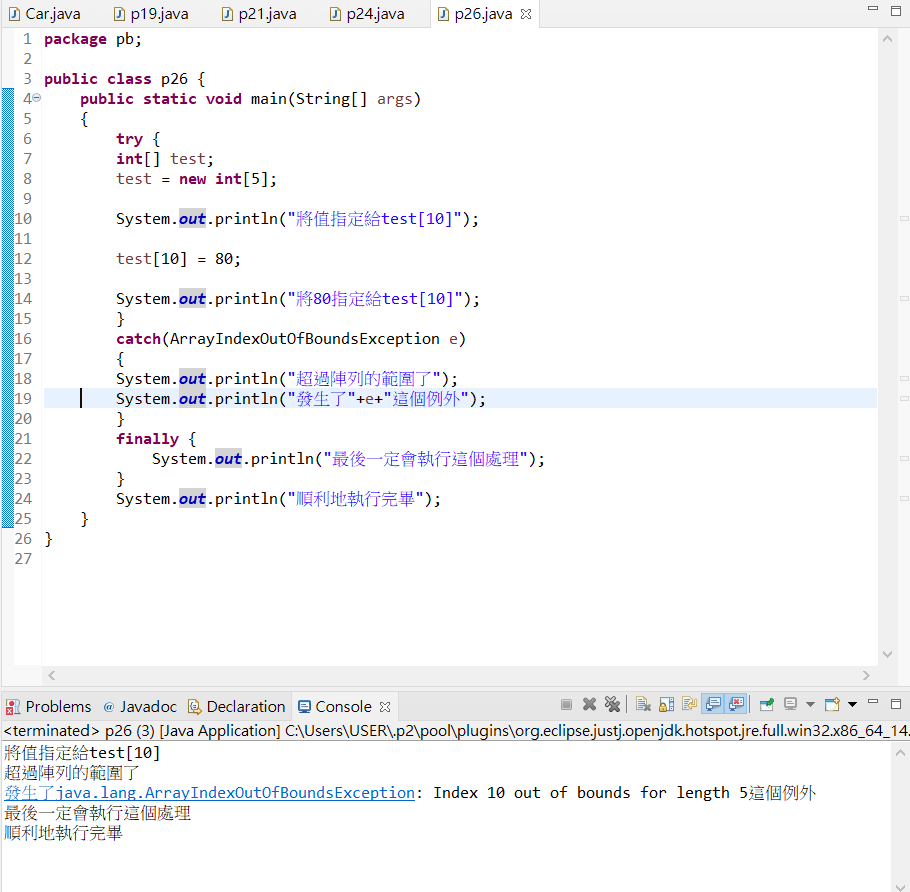 Car.java p19.java p21.java p24.java p26.java
1 package pb;
2
3 public class p26 {
4 public static void main(String[] args)
5 {
6 try {
7 int[] test;
8 test = new int[5];
9
10 System.out.println("將值指定給test[10]");
11
12 test[10] = 80;
13
14 System.out.println("將80指定給test[10]");
15 }
16 catch(ArrayIndexOutOfBoundsException e)
17 {
18 System.out.println("超過陣列的範圍了");
19 System.out.println("發生了"+e+"這個例外");
20 }
21 finally {
22 System.out.println("最後一定會執行這個處理");
23 }
24 System.out.println("順利地執行完畢");
25 }
26 }
27
Problems @ Javadoc Declaration Console
<terminated> p26 (3) [Java Application] C:\Users\USER\.p2\pool\plugins\org.eclipse.justj.openjdk.hotspot.jre.full.win32.x86_64_14.
將值指定給test[10]
超過陣列的範圍了
發生了java.lang.ArrayIndexOutOfBoundsException: Index 10 out of bounds for length 5這個例外
最後一定會執行這個處理
順利地執行完畢